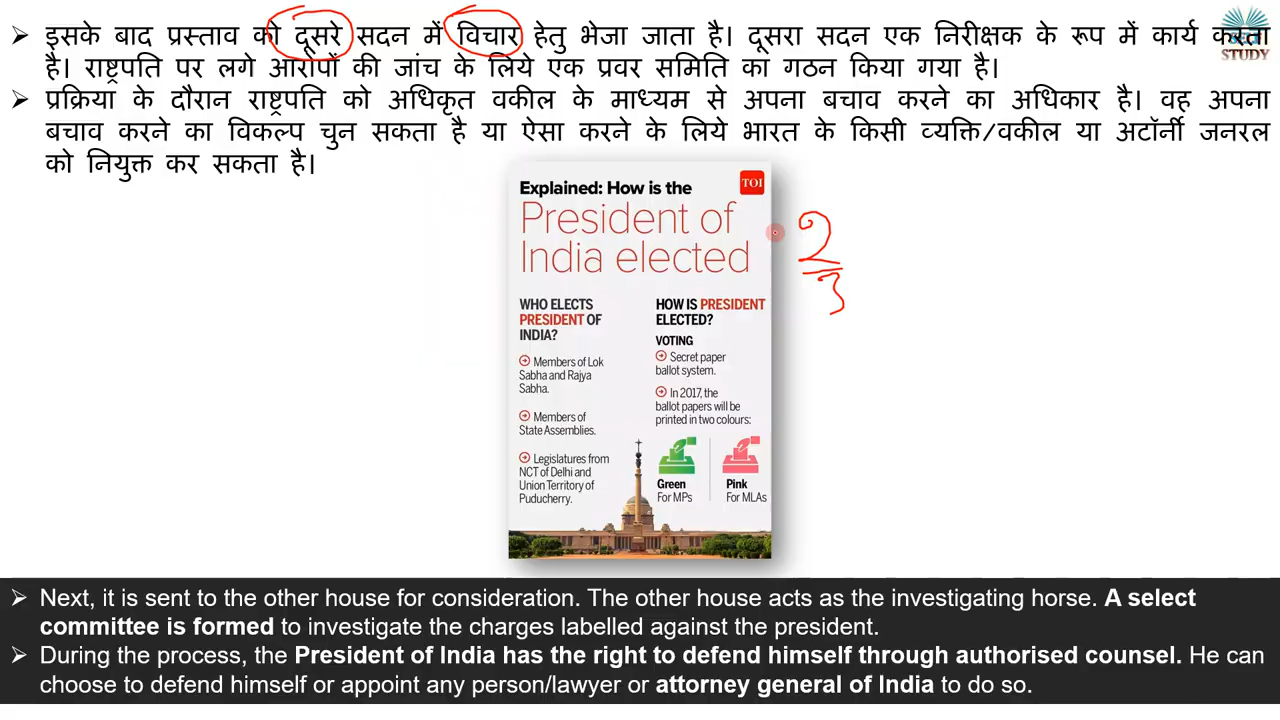 ➢ इसके बाद प्रस्ताव को दूसरे सदन में विचार हेतु भेजा जाता है। दूसरा सदन एक निरीक्षक के रूप में कार्य करता
है। राष्ट्रपति पर लगे आरोपों की जांच के लिये एक प्रवर समिति का गठन किया गया है।
➢ प्रक्रिया के दौरान राष्ट्रपति को अधिकृत वकील के माध्यम से अपना बचाव करने का अधिकार है। वह अपना
बचाव करने का विकल्प चुन सकता है या ऐसा करने के लिये भारत के किसी व्यक्ति/वकील या अटॉर्नी जनरल
को नियुक्त कर सकता है।
STUDY
Explained: How is the
TOI
President of
India elected
2/3
WHO ELECTS
PRESIDENT OF
INDIA?
Members of Lok
Sabha and Rajya
Sabha.
Members of
State Assemblies.
Legislatures from
NCT of Delhi and
Union Territory of
Puducherry.
HOW IS PRESIDENT
ELECTED?
VOTING
Secret paper
ballot system.
In 2017, the
ballot papers will be
printed in two colours:
Green
For MPs
Pink
For MLAs
➢ Next, it is sent to the other house for consideration. The other house acts as the investigating horse. A select
committee is formed to investigate the charges labelled against the president.
➢ During the process, the President of India has the right to defend himself through authorised counsel. He can
choose to defend himself or appoint any person/lawyer or attorney general of India to do so.